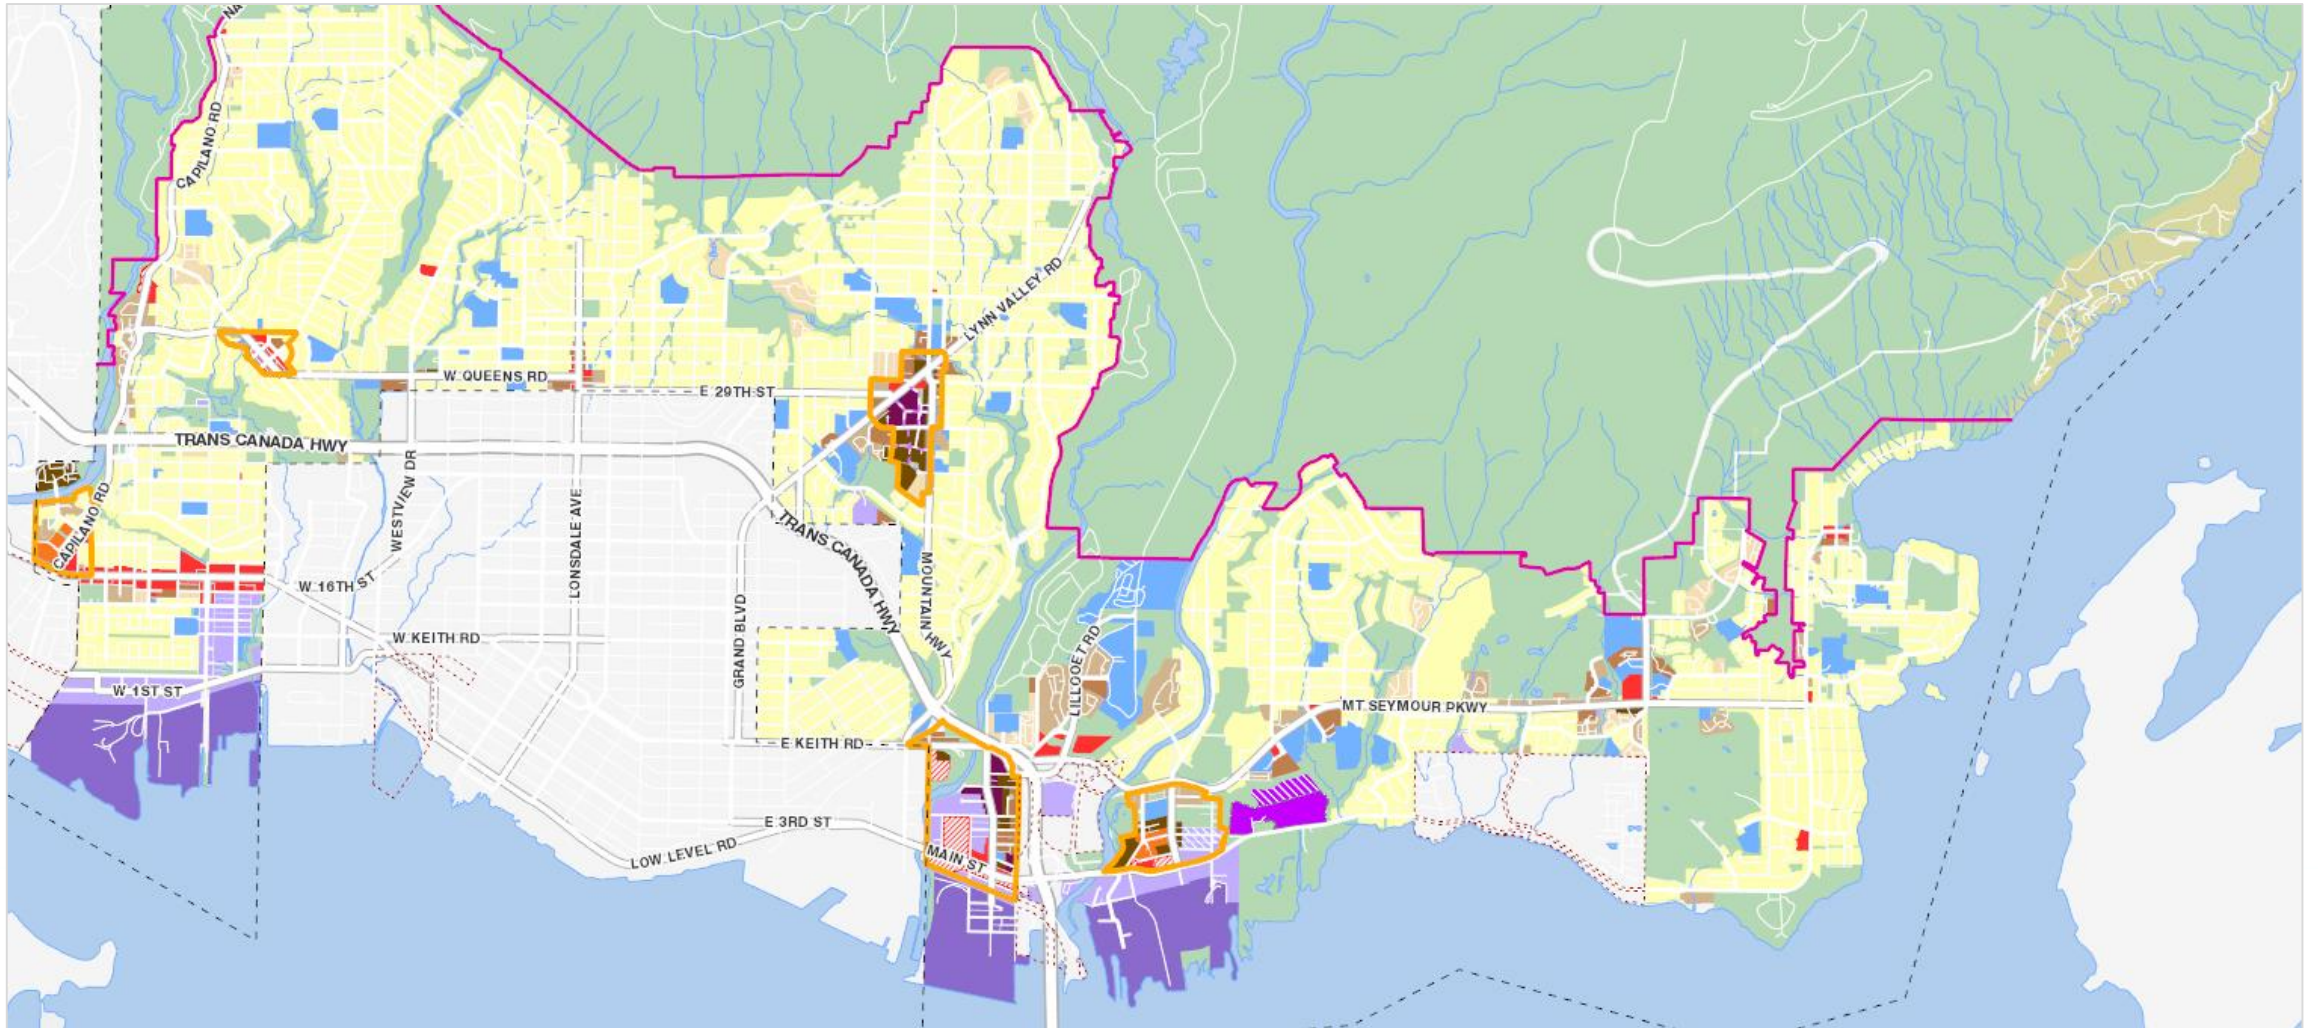 NA
CAPILANO RD
LYNN VALLEY RD
W QUEENS RD
E 29TH ST
TRANS CANADA HWY
WESTVIEW DR
LONSDALE AVE
CAPILANO RD
TRANS CANADA HWY
MOUNTAIN HWY
W 16TH ST
GRAND BLVD
W KEITH RD
LILLOOET RD
W 1ST ST
MT SEYMOUR PKWY
E KEITH RD
E 3RD ST
LOW LEVEL RD
MAIN ST